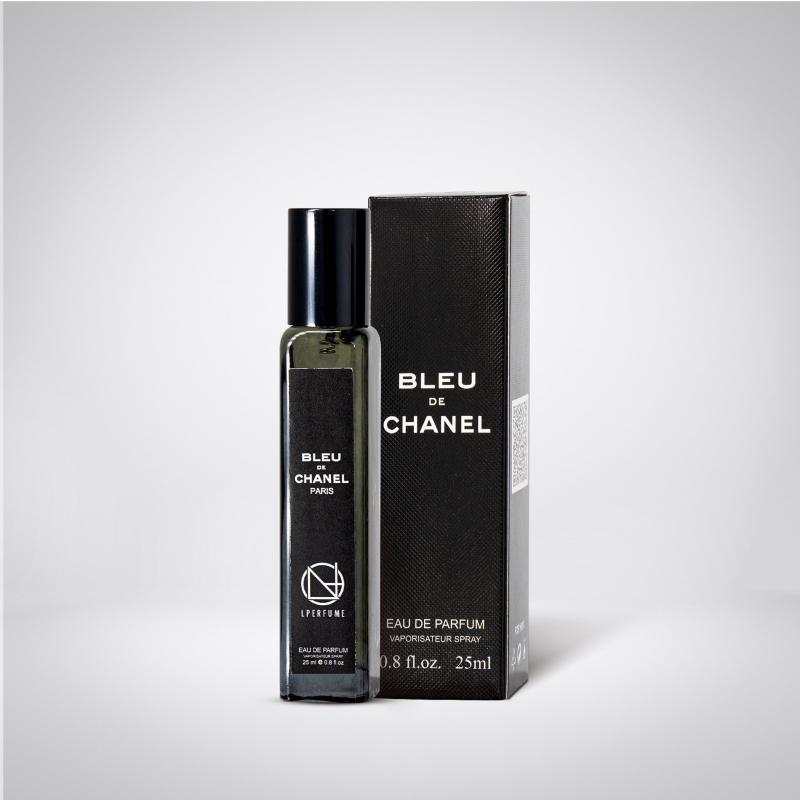 BLEU
DE
CHANEL
PARIS
LPERFUME
EAU DE PARFUM
VAPORISATEUR SPRAY
25 ml e 0.8 fl oz
BLEU
DE
CHANEL
EAU DE PARFUM
VAPORISATEUR SPRAY
0.8 fl.oz. 25ml